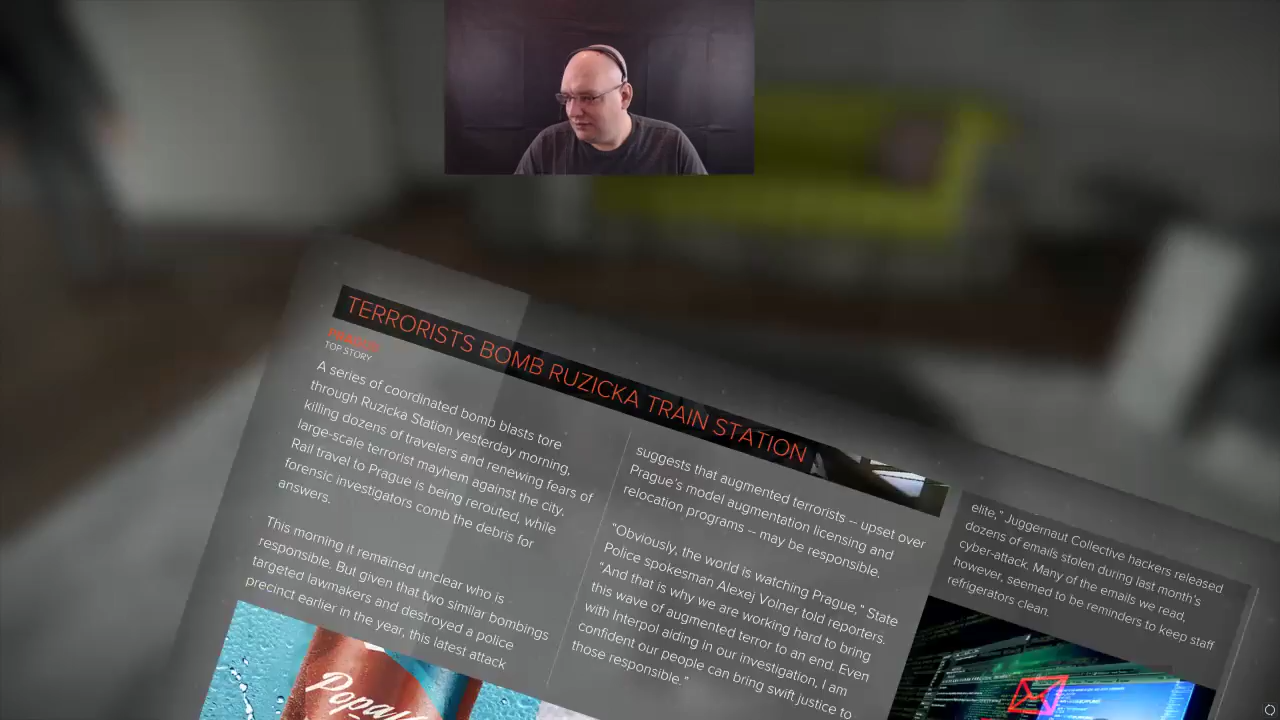 TERRORISTS BOMB RUZICKA TRAIN STATION
TOP STORY
A series of coordinated bomb blasts tore
through Ruzicka Station yesterday morning,
killing dozens of travelers and renewing fears of
large-scale terrorist mayhem against the city.
Rail travel to Prague is being rerouted, while
forensic investigators comb the debris for
answers.
This morning it remained unclear who is
responsible. But given that two similar bombings
targeted lawmakers and destroyed a police
precinct earlier in the year, this latest attack
suggests that augmented terrorists – upset over
Prague's model augmentation licensing and
relocation programs – may be responsible.
"Obviously, the world is watching Prague," State
Police spokesman Alexej Volner told reporters.
"And that is why we are working hard to bring
this wave of augmented terror to an end. Even
with Interpol aiding in our investigation, I am
confident our people can bring swift justice to
those responsible."
elite," Juggernaut Collective hackers released
dozens of emails stolen during last month's
cyber-attack. Many of the emails we read,
however, seemed to be reminders to keep staff
refrigerators clean.